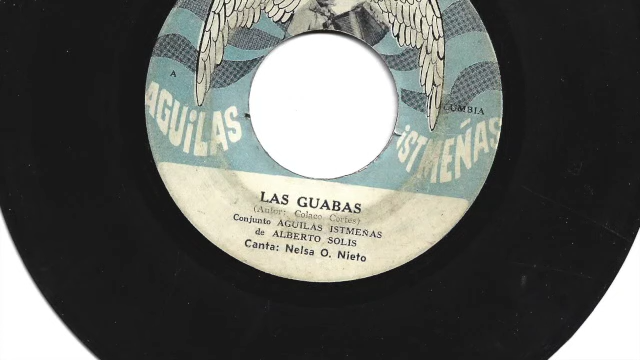 A
CUMBIA
AGUiLAS
iSTMEÑAS
LAS GUABAS
(Autor: Colaco Cortes)
Conjunto AGUILAS ISTMEÑAS
de ALBERTO SOLIS
Canta: Nelsa O. Nieto